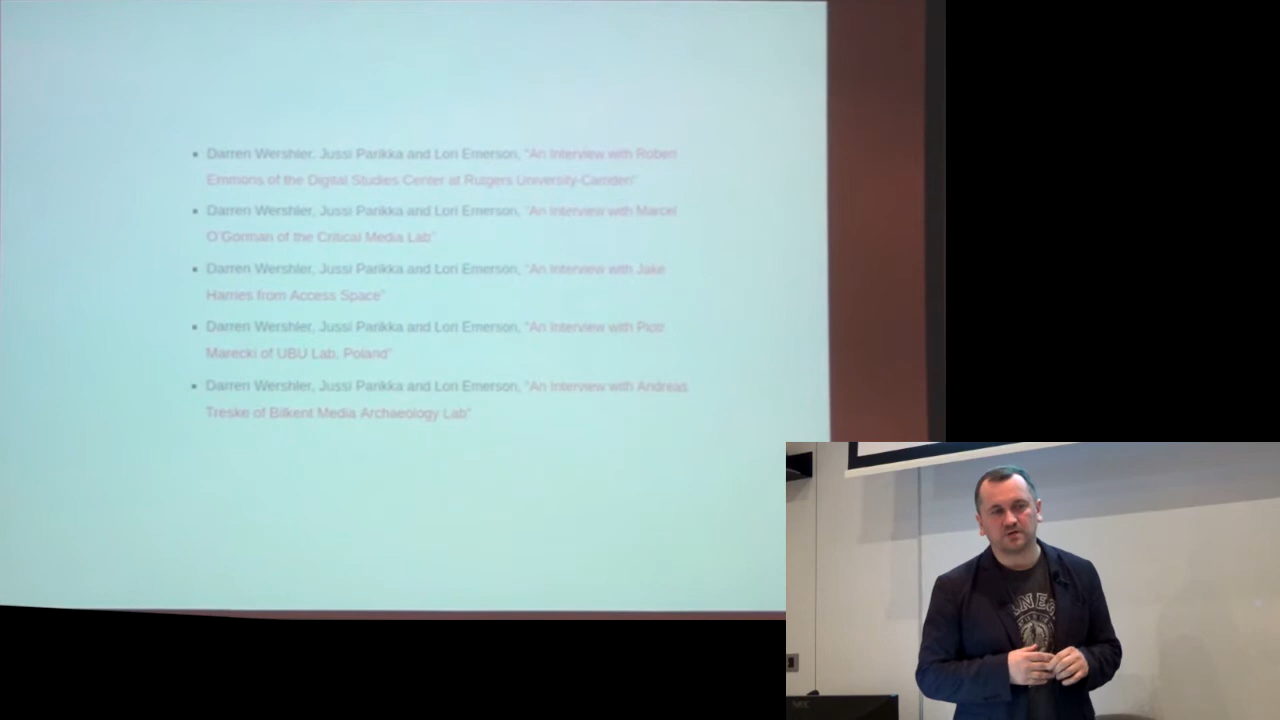 Darren Wershler, Jussi Parikka and Lori Emerson, "An Interview with Robert
Emmons of the Digital Studies Center at Rutgers University-Camden"
Darren Wershler, Jussi Parikka and Lori Emerson, "An Interview with Marcel
O'Gorman of the Critical Media Lab"
Darren Wershler, Jussi Parikka and Lori Emerson, "An Interview with Jake
Harries from Access Space"
Darren Wershler, Jussi Parikka and Lori Emerson, "An Interview with Piotr
Marecki of UBU Lab, Poland"
Darren Wershler, Jussi Parikka and Lori Emerson, "An Interview with Andreas
Treske of Bilkent Media Archaeology Lab"
NEC